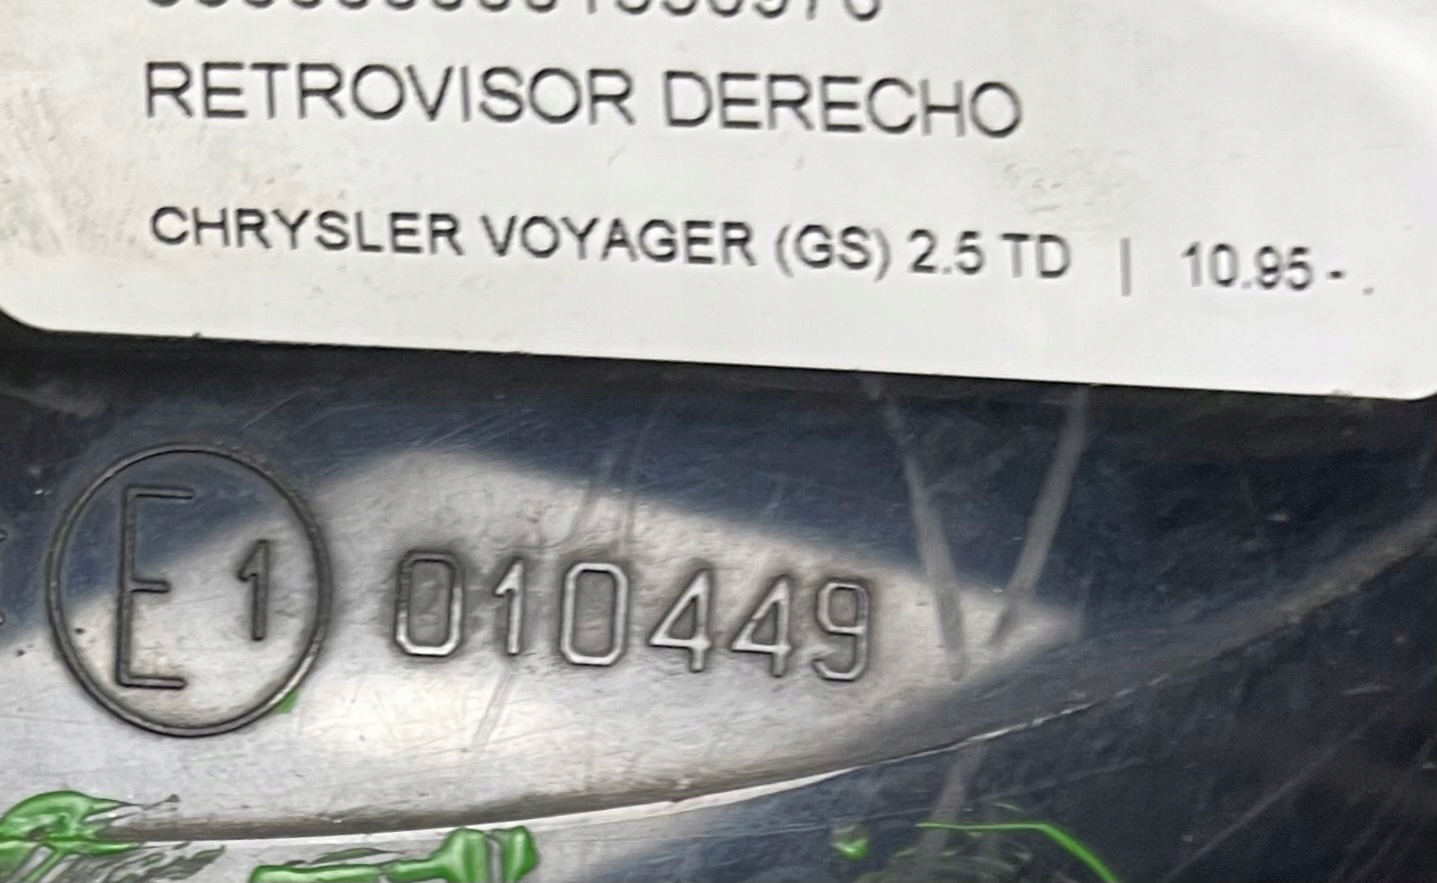 RETROVISOR DERECHO
CHRYSLER VOYAGER (GS) 2.5 TD | 10.95 - .
E1 010449